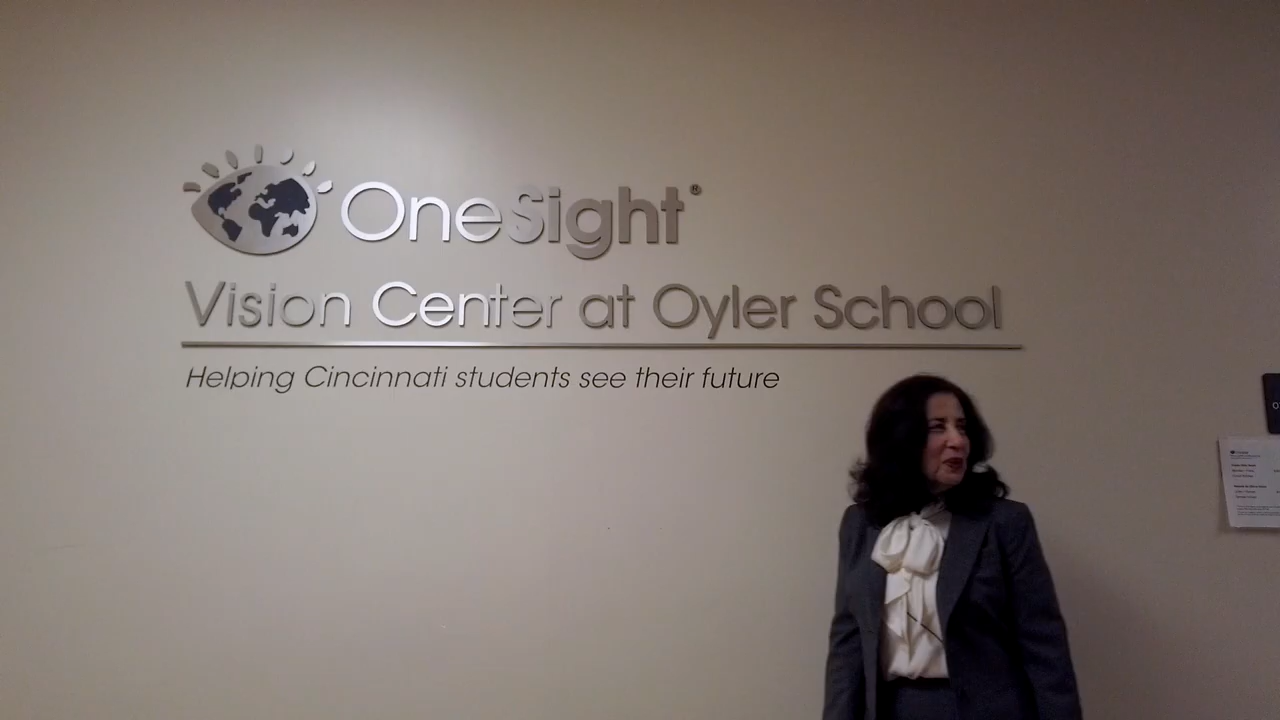 OneSight®
Vision Center at Oyler School
Helping Cincinnati students see their future